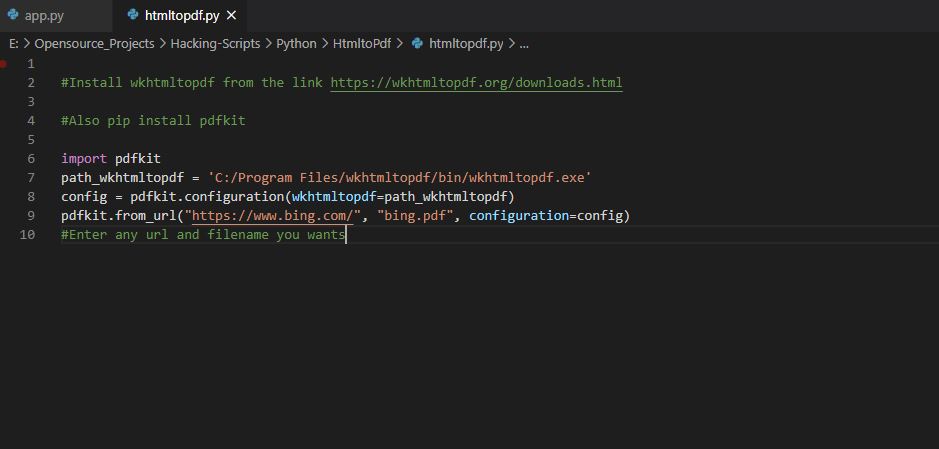 app.py htmltopdf.py
E: > Opensource_Projects > Hacking-Scripts > Python > HtmltoPdf > htmltopdf.py > ...
1
2 #Install wkhtmltopdf from the link https://wkhtmltopdf.org/downloads.html
3
4 #Also pip install pdfkit
5
6 import pdfkit
7 path_wkhtmltopdf = 'C:/Program Files/wkhtmltopdf/bin/wkhtmltopdf.exe'
8 config = pdfkit.configuration(wkhtmltopdf=path_wkhtmltopdf)
9 pdfkit.from_url("https://www.bing.com/", "bing.pdf", configuration=config)
10 #Enter any url and filename you wants